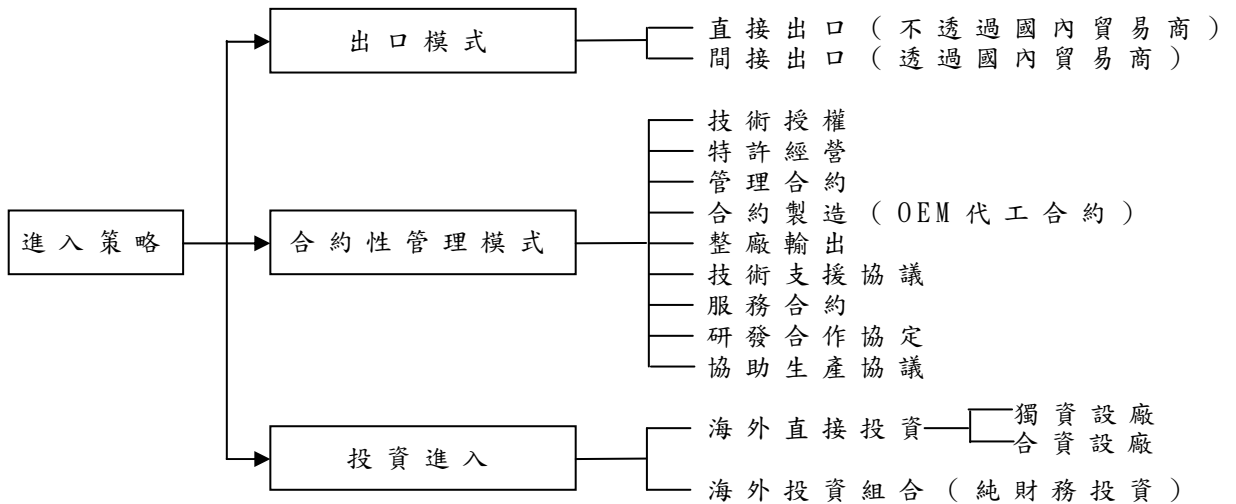 出口模式
直接出口(不透過國內貿易商)
間接出口(透過國內貿易商)
進入策略
合約性管理模式
技術授權
特許經營
管理合約
合約製造(OEM代工合約)
整廠輸出
技術支援協議
服務合約
研發合作協定
協助生產協議
投資進入
海外直接投資
獨資設廠
合資設廠
海外投資組合(純財務投資)